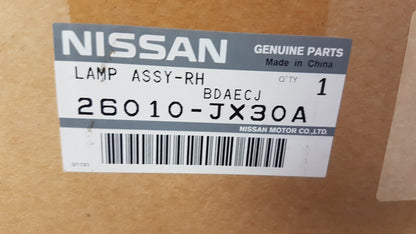 NISSAN GENUINE PARTS
Made in China
LAMP ASSY-RH Q'TY 1
BDAECJ
26010-JX30A
NISSAN MOTOR CO.,LTD.